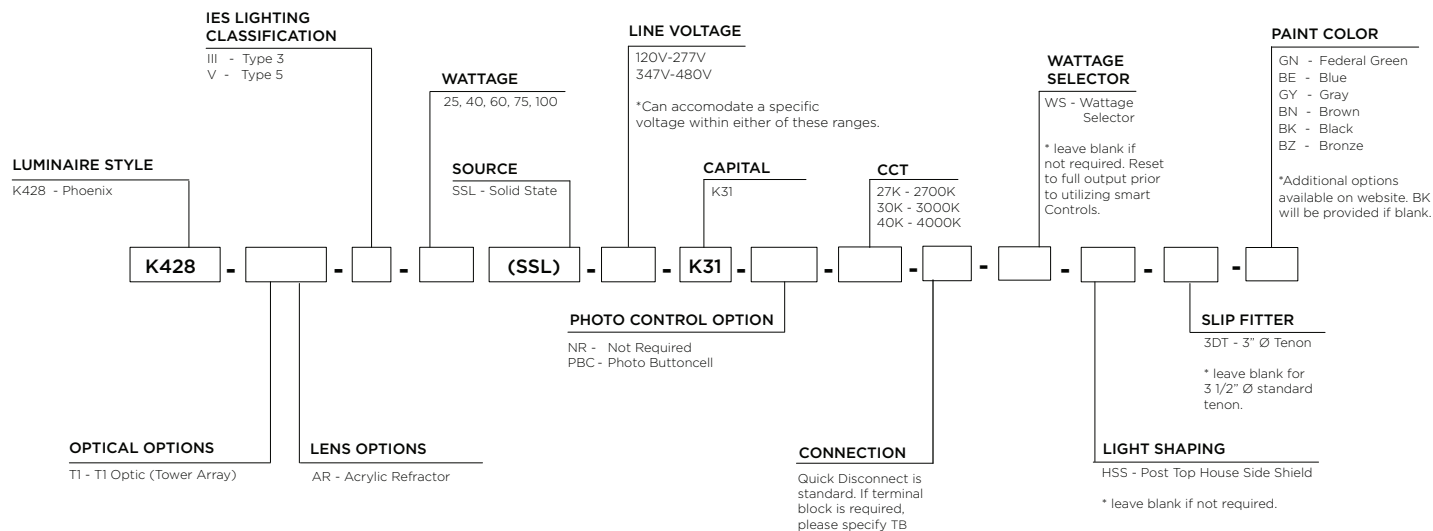 IES LIGHTING
CLASSIFICATION
III - Type 3
V - Type 5
WATTAGE
25, 40, 60, 75, 100
LUMINAIRE STYLE
K428 - Phoenix
SOURCE
SSL - Solid State
LINE VOLTAGE
120V-277V
347V-480V
*Can accomodate a specific
voltage within either of these ranges.
CAPITAL
K31
CCT
27K - 2700K
30K - 3000K
40K - 4000K
WATTAGE
SELECTOR
WS - Wattage
Selector
* leave blank if
not required. Reset
to full output prior
to utilizing smart
Controls.
PAINT COLOR
GN - Federal Green
BE - Blue
GY - Gray
BN - Brown
BK - Black
BZ - Bronze
*Additional options
available on website. BK
will be provided if blank.
K428 - - - (SSL) - - K31 - - - - - - -
PHOTO CONTROL OPTION
NR - Not Required
PBC - Photo Buttoncell
SLIP FITTER
3DT - 3" Ø Tenon
* leave blank for
3 1/2" Ø standard
tenon.
OPTICAL OPTIONS
T1 - T1 Optic (Tower Array)
LENS OPTIONS
AR - Acrylic Refractor
CONNECTION
Quick Disconnect is
standard. If terminal
block is required,
please specify TB
LIGHT SHAPING
HSS - Post Top House Side Shield
* leave blank if not required.